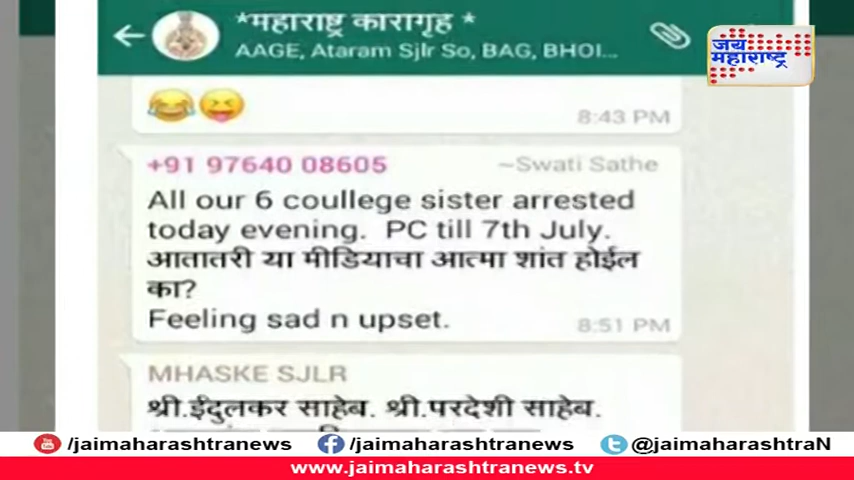 *महाराष्ट्र कारागृह *
AAGE, Ataram Sjlr So, BAG, BHOI...
जय
महाराष्ट्र
8:43 PM
+91 97640 08605 ~Swati Sathe
All our 6 coullege sister arrested
today evening. PC till 7th July.
आतातरी या मीडियाचा आत्मा शांत होईल
का?
Feeling sad n upset.
8:51 PM
MHASKE SJLR
श्री.ईदुलकर साहेब. श्री.परदेशी साहेब.
/jaimaharashtranews /jaimaharashtranews @jaimaharashtraN
www.jaimaharashtranews.tv